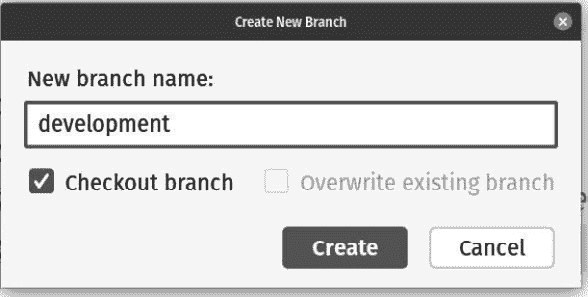 Create New Branch
New branch name:
development
Checkout branch Overwrite existing branch
Create Cancel